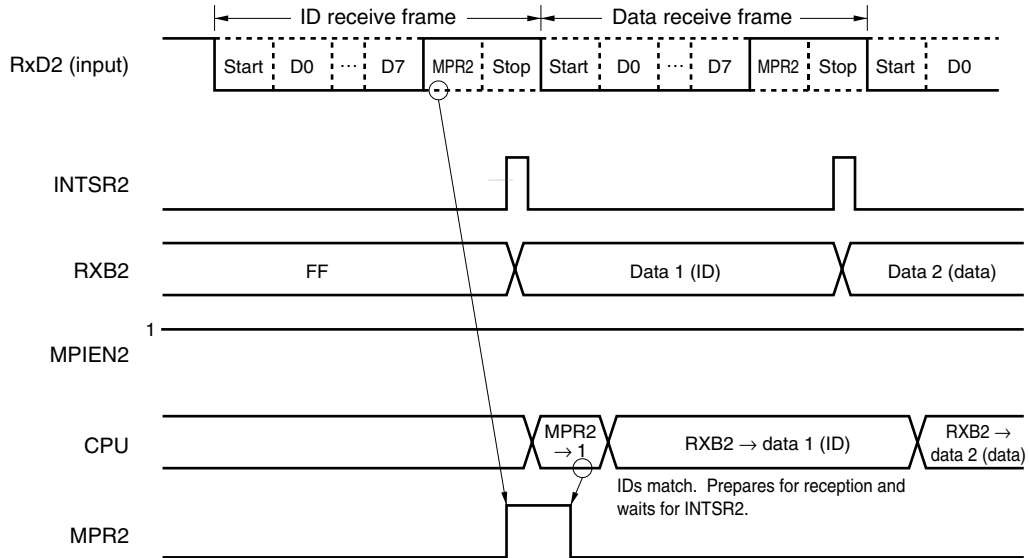 ID receive frame Data receive frame
RxD2 (input) Start D0 ... D7 MPR2 Stop Start D0 ... D7 MPR2 Stop Start D0
INTSR2
RXB2 FF Data 1 (ID) Data 2 (data)
1
MPIEN2
CPU MPR2 → 1 RXB2 → data 1 (ID) RXB2 → data 2 (data)
IDs match. Prepares for reception and
waits for INTSR2.
MPR2